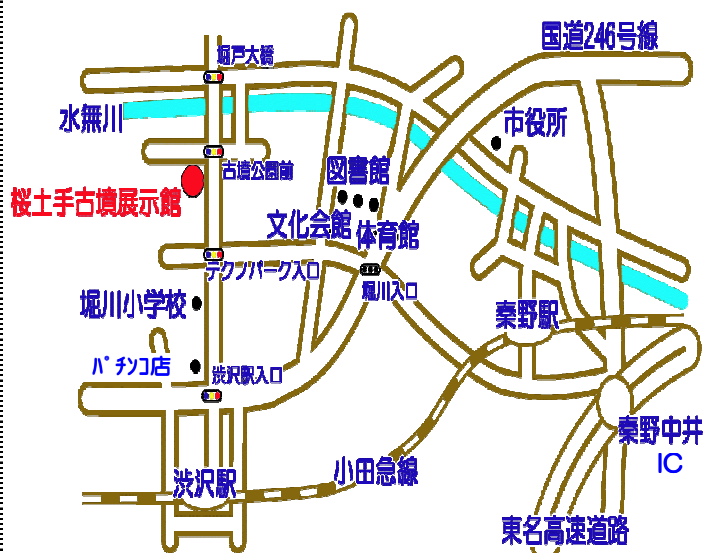 国道246号線
堀戸大橋
水無川
市役所
古墳公園前
図書館
桜土手古墳展示館
文化会館
体育館
テクノパーク入口
堀川入口
堀川小学校
秦野駅
パチンコ店
渋沢駅入口
秦野中井
IC
小田急線
渋沢駅
東名高速道路